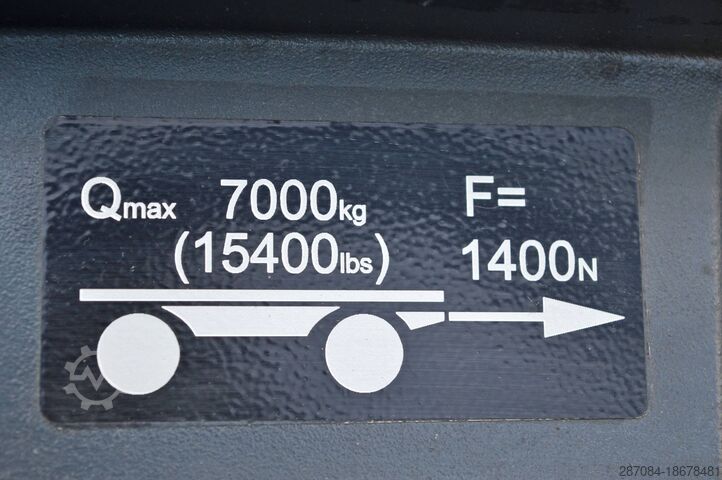 Qmax 7000kg F=
(15400lbs) 1400N
287084-18678481